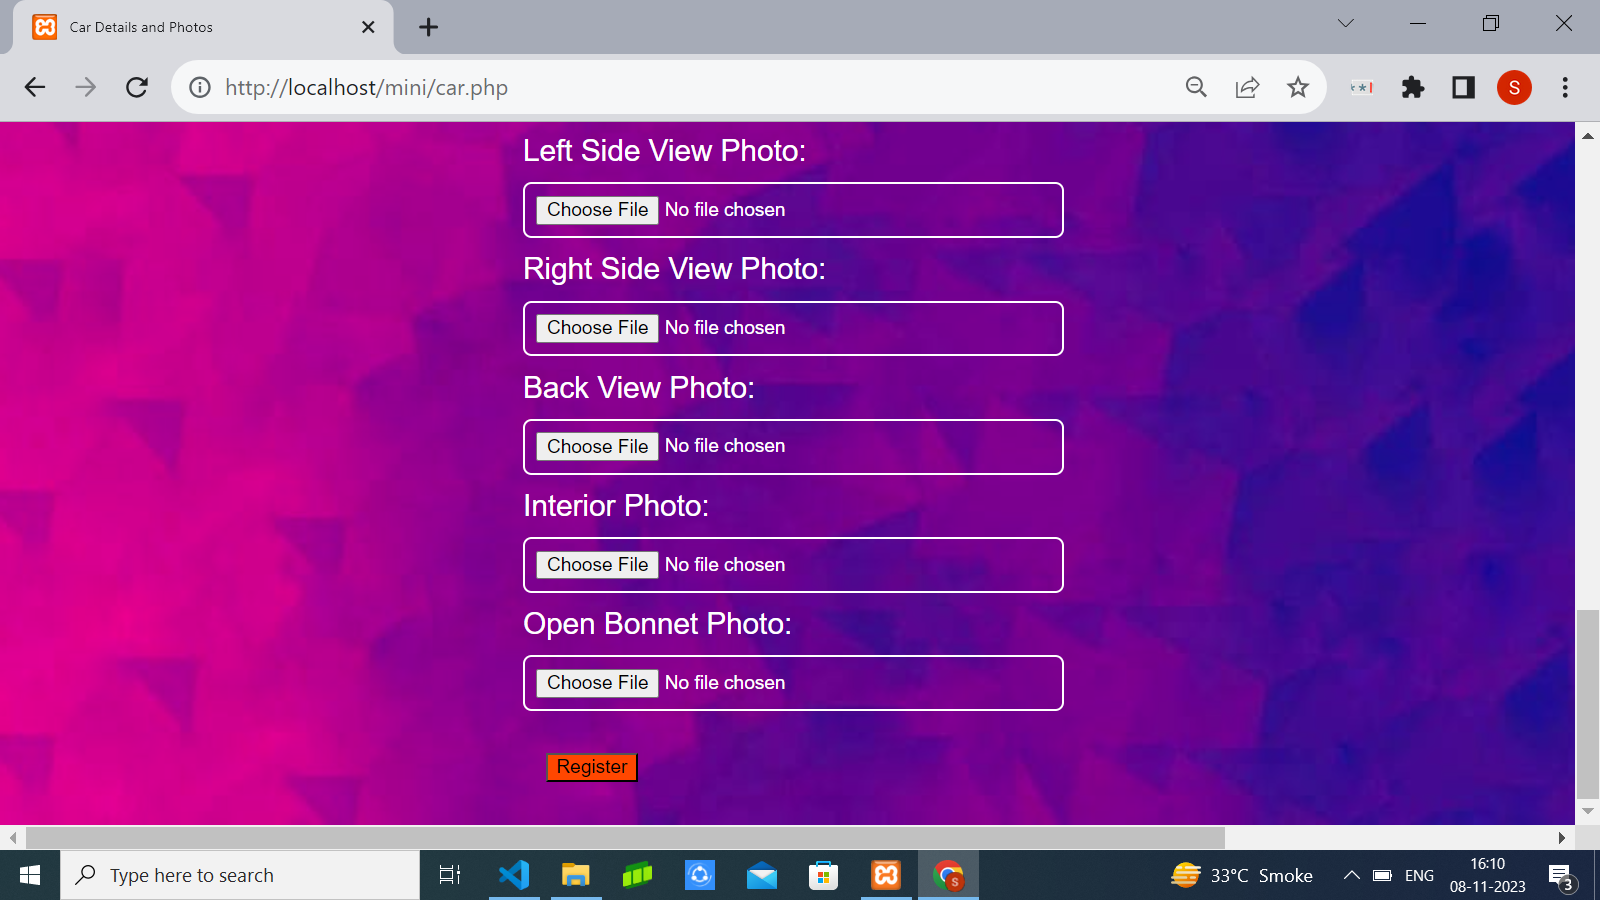 Car Details and Photos
http://localhost/mini/car.php
S
Left Side View Photo:
Choose File No file chosen
Right Side View Photo:
Choose File No file chosen
Back View Photo:
Choose File No file chosen
Interior Photo:
Choose File No file chosen
Open Bonnet Photo:
Choose File No file chosen
Register
Type here to search
S
33°C Smoke
ENG
16:10
08-11-2023
3